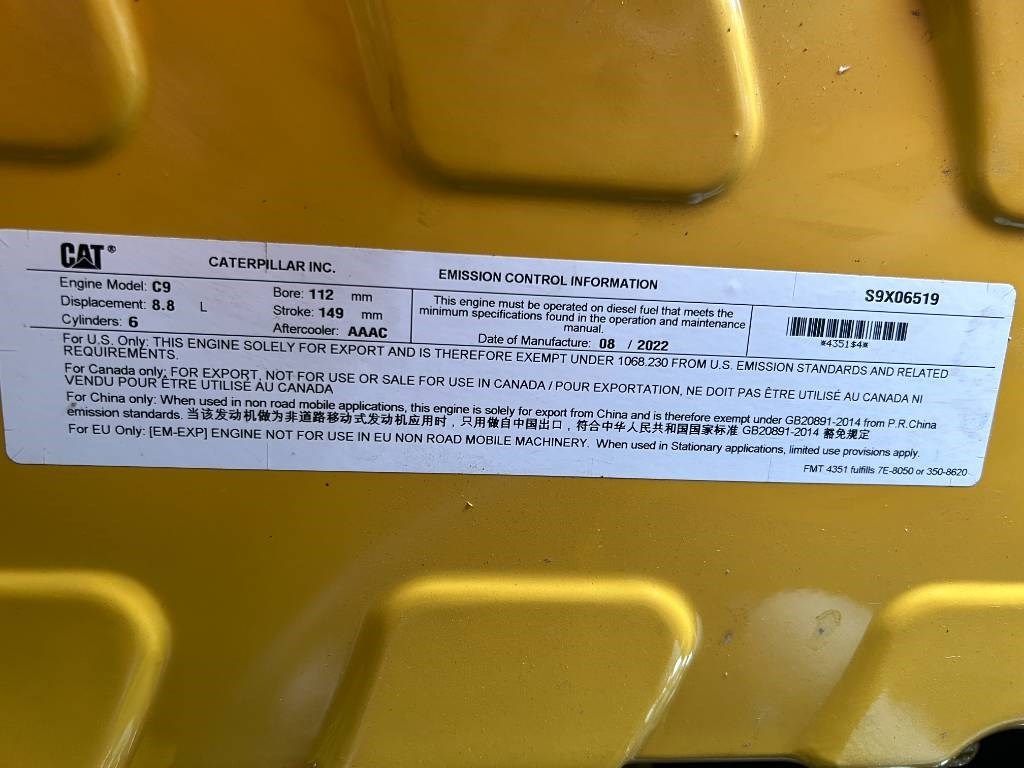 CAT®
CATERPILLAR INC.
EMISSION CONTROL INFORMATION
S9X06519
Engine Model: C9
Displacement: 8.8 L
Cylinders: 6
Bore: 112 mm
Stroke: 149 mm
Aftercooler: AAAC
This engine must be operated on diesel fuel that meets the
minimum specifications found in the operation and maintenance
manual.
Date of Manufacture: 08 / 2022
*4351$4*
For U.S. Only: THIS ENGINE SOLELY FOR EXPORT AND IS THEREFORE EXEMPT UNDER 1068.230 FROM U.S. EMISSION STANDARDS AND RELATED
REQUIREMENTS.
For Canada only: FOR EXPORT, NOT FOR USE OR SALE FOR USE IN CANADA / POUR EXPORTATION, NE DOIT PAS ÊTRE UTILISÉ AU CANADA NI
VENDU POUR ÊTRE UTILISÉ AU CANADA
For China only: When used in non road mobile applications, this engine is solely for export from China and is therefore exempt under GB20891-2014 from P.R.China
emission standards. 当该发动机做为非道路移动式发动机应用时，只用做自中国出口，符合中华人民共和国国家标准 GB20891-2014 豁免规定
For EU Only: [EM-EXP] ENGINE NOT FOR USE IN EU NON ROAD MOBILE MACHINERY. When used in Stationary applications, limited use provisions apply.
FMT 4351 fulfills 7E-8050 or 350-8620